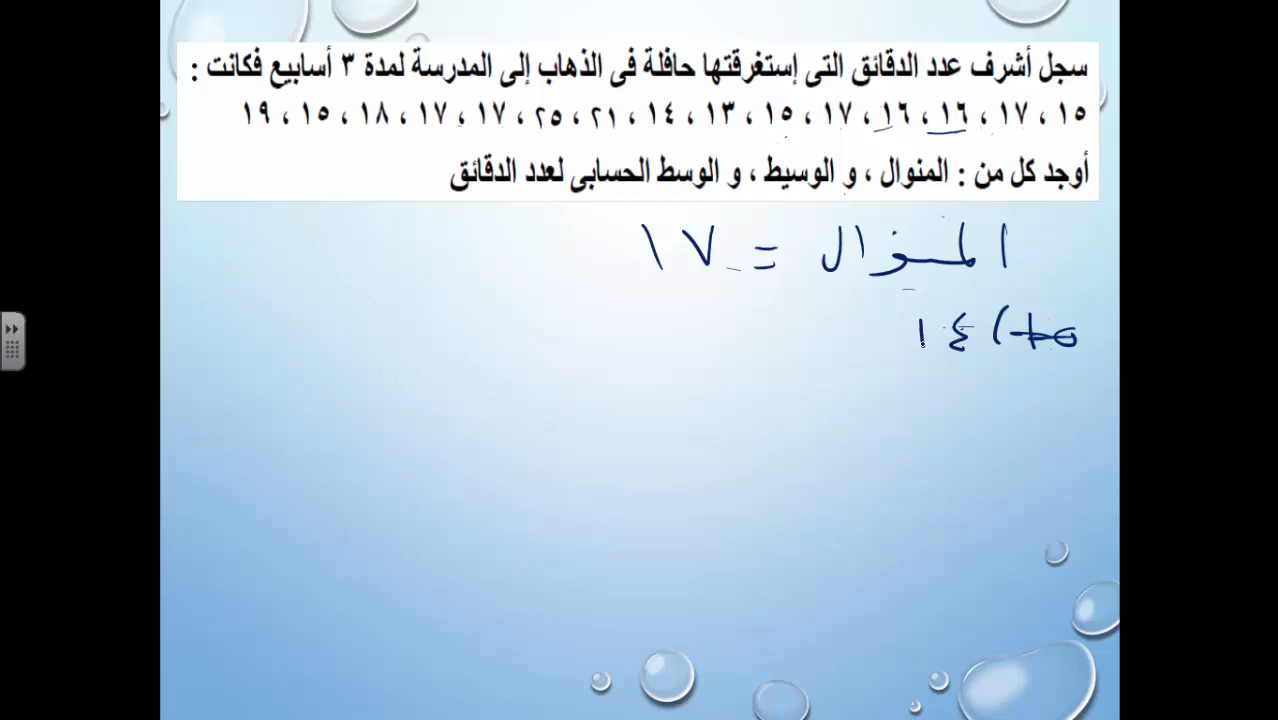 سجل أشرف عدد الدقائق التى إستغرقتها حافلة فى الذهاب إلى المدرسة لمدة ٣ أسابيع فكانت :
١٥ ، ١٧ ، ١٦ ، ١٦ ، ١٧ ، ١٥ ، ١٣ ، ١٤ ، ٢١ ، ٢٥ ، ١٧ ، ١٧ ، ١٨ ، ١٥ ، ١٩
أوجد كل من : المنوال ، و الوسيط ، و الوسط الحسابى لعدد الدقائق
المنوال = ١٧
١٤